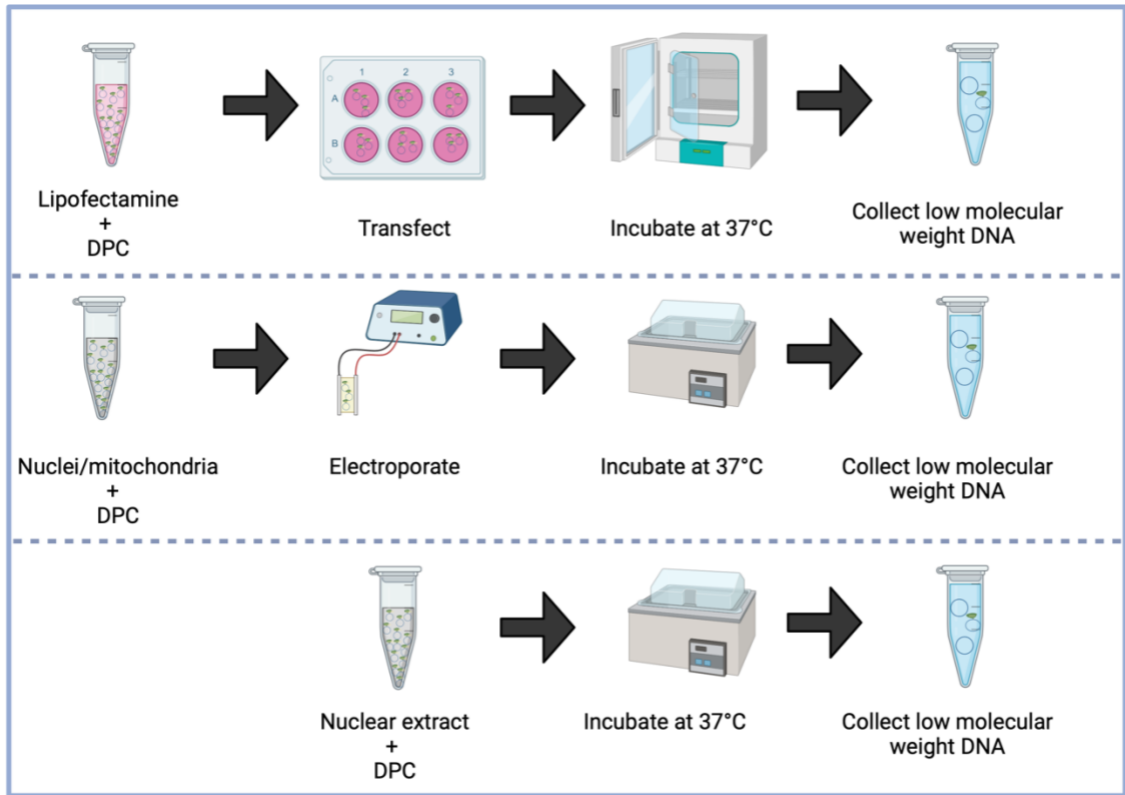 1 2 3
A
B
Lipofectamine
+
DPC
Transfect
Incubate at 37°C
Collect low molecular
weight DNA
Nuclei/mitochondria
+
DPC
Electroporate
Incubate at 37°C
Collect low molecular
weight DNA
Nuclear extract
+
DPC
Incubate at 37°C
Collect low molecular
weight DNA